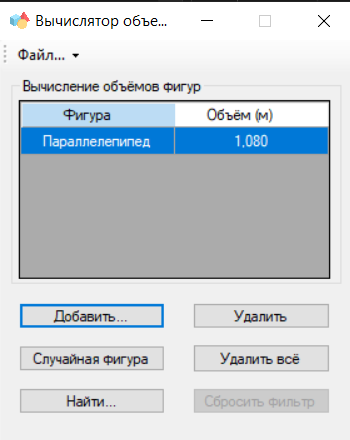 Вычислятор объе...
Файл...
Вычисление объёмов фигур
Фигура Объём (м)
Параллелепипед 1,080
Добавить... Удалить
Случайная фигура Удалить всё
Найти... Сбросить фильтр